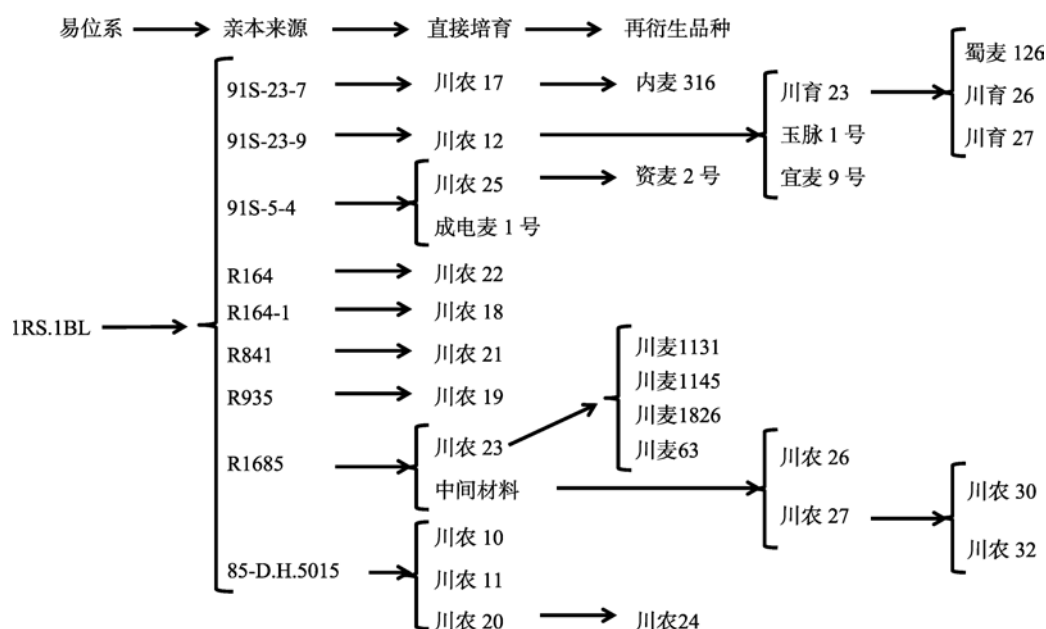 易位系 亲本来源 直接培育 再衍生品种
蜀麦 126
91S-23-7 川农 17 内麦 316 川育 23 川育 26
91S-23-9 川农 12 玉脉 1 号 川育 27
川农 25 资麦 2 号 宜麦 9 号
91S-5-4
成电麦 1 号
R164 川农 22
R164-1 川农 18
1RS.1BL
川麦1131
R841 川农 21
川麦1145
R935 川农 19
川麦1826
川农 23 川麦63 川农 26
R1685
中间材料 川农 30
川农 27
川农 10
川农 32
85-D.H.5015 川农 11
川农 20 川农24